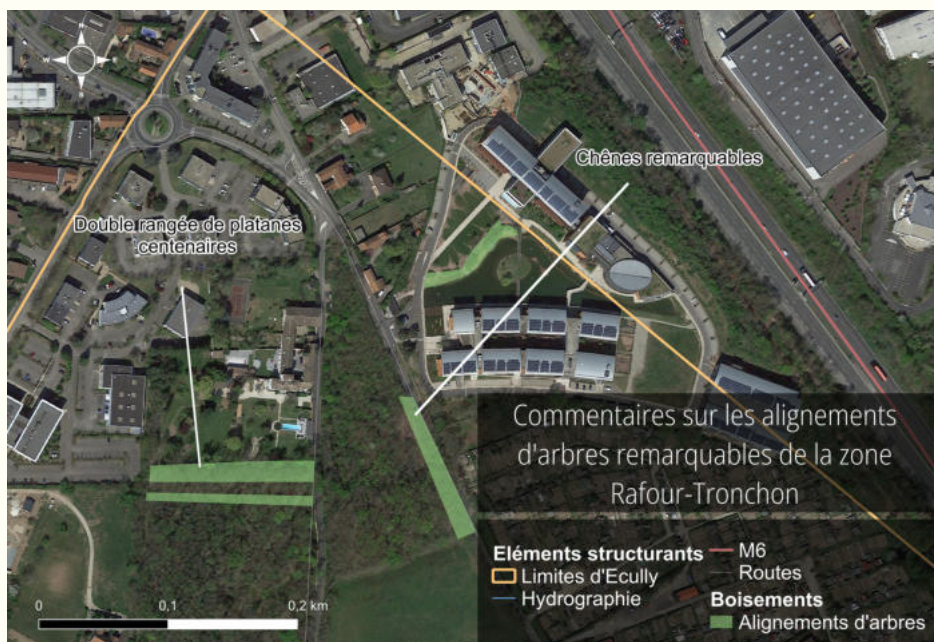 N
W
E
S
Chênes remarquables
Double rangée de platanes
centenaires
Commentaires sur les alignements
d'arbres remarquables de la zone
Rafour-Tronchon
Eléments structurants
Limites d'Ecully
Hydrographie
M6
Routes
Boisements
Alignements d'arbres
0
0,1
0,2 km